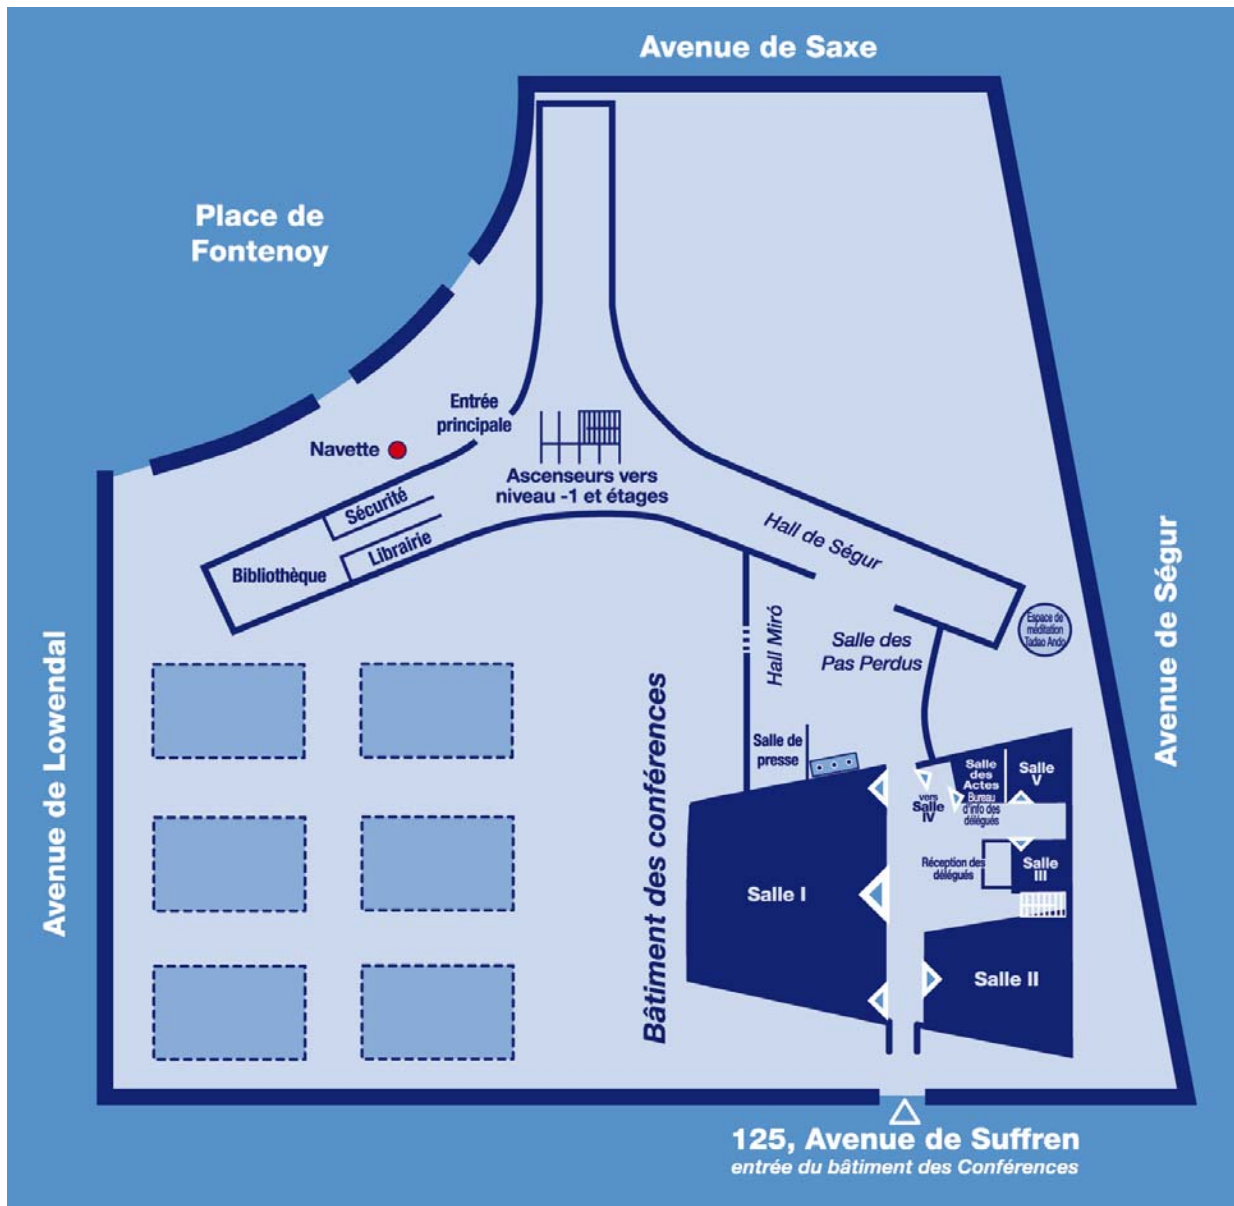 Avenue de Saxe
Place de
Fontenoy
Entrée
principale
Navette
Ascenseurs vers
niveau -1 et étages
Sécurité
Librairie
Bibliothèque
Hall de Ségur
Avenue de Ségur
Espace de
méditation
Tadao Ando
Hall Miró
Salle des
Pas Perdus
Avenue de Lowendal
Bâtiment des conférences
Salle de
presse
Salle
des
Actes
Bureau
d'info des
délégués
Salle
V
vers
Salle
IV
Réception des
délégués
Salle
III
Salle I
Salle II
125, Avenue de Suffren
entrée du bâtiment des Conférences